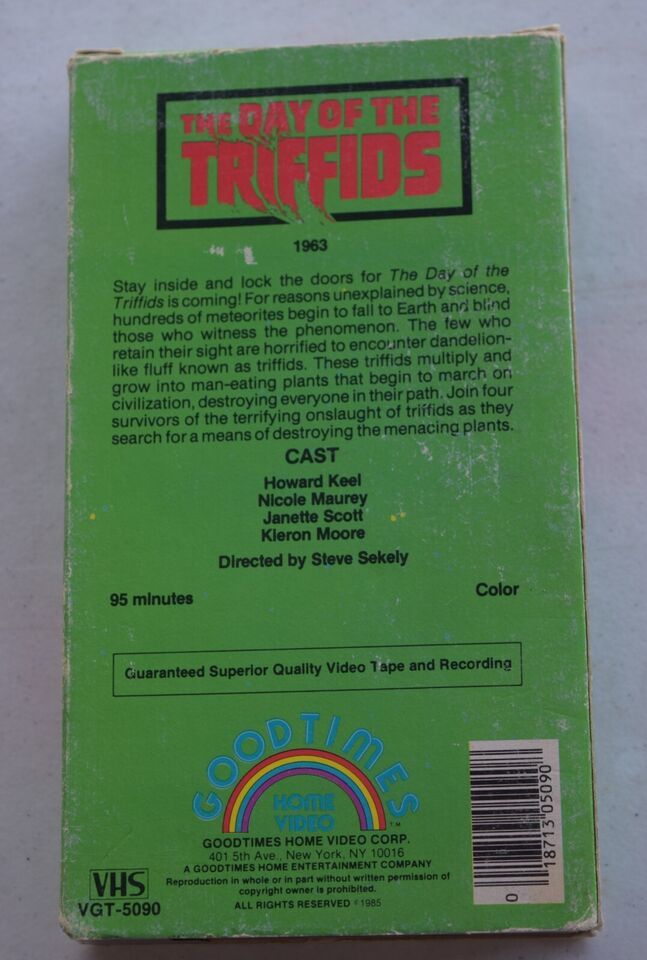 THE DAY OF THE
TRIFFIDS
1963
Stay inside and lock the doors for The Day of the
Triffids is coming! For reasons unexplained by science,
hundreds of meteorites begin to fall to Earth and blind
those who witness the phenomenon. The few who
retain their sight are horrified to encounter dandelion-
like fluff known as triffids. These triffids multiply and
grow into man-eating plants that begin to march on
civilization, destroying everyone in their path. Join four
survivors of the terrifying onslaught of triffids as they
search for a means of destroying the menacing plants.
CAST
Howard Keel
Nicole Maurey
Janette Scott
Kieron Moore
Directed by Steve Sekely
95 minutes
Color
Guaranteed Superior Quality Video Tape and Recording
GOODTIMES
HOME
VIDEO
TM
GOODTIMES HOME VIDEO CORP.
401 5th Ave., New York, NY 10016
A GOODTIMES HOME ENTERTAINMENT COMPANY
Reproduction in whole or in part without written permission of
copyright owner is prohibited.
ALL RIGHTS RESERVED ©1985
VHS
VGT-5090
0 18713 05090